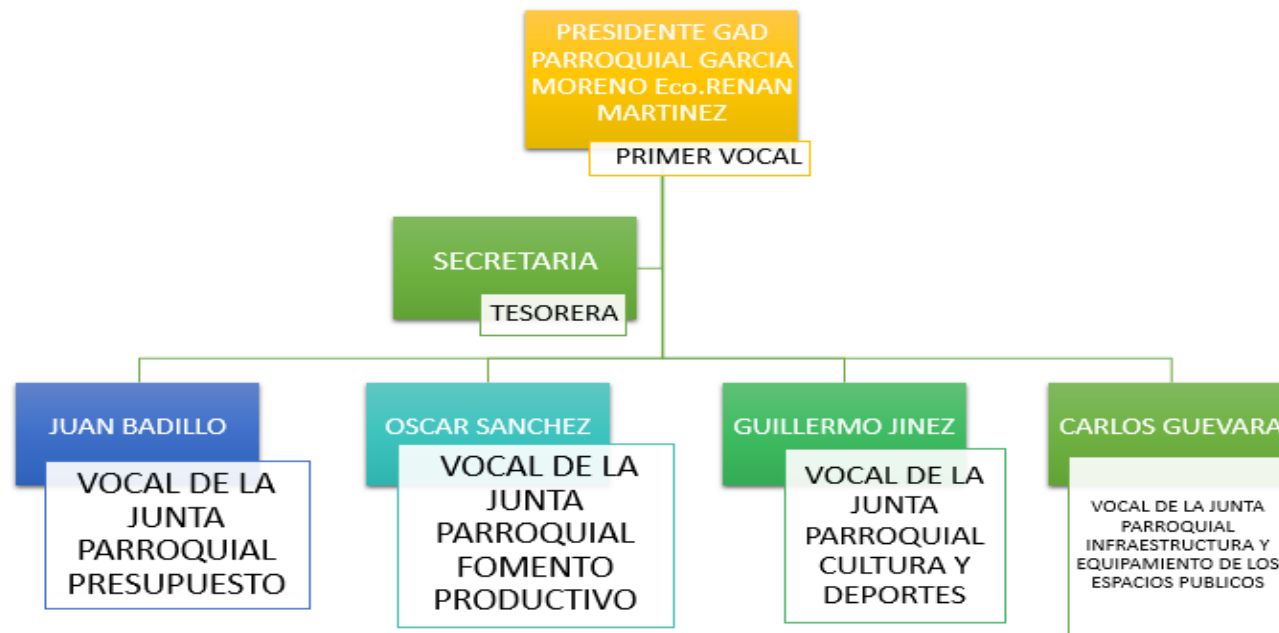 PRESIDENTE GAD
PARROQUIAL GARCIA
MORENO Eco.RENAN
MARTINEZ
PRIMER VOCAL
SECRETARIA
TESORERA
JUAN BADILLO
VOCAL DE LA
JUNTA
PARROQUIAL
PRESUPUESTO
OSCAR SANCHEZ
VOCAL DE LA
JUNTA
PARROQUIAL
FOMENTO
PRODUCTIVO
GUILLERMO JINEZ
VOCAL DE LA
JUNTA
PARROQUIAL
CULTURA Y
DEPORTES
CARLOS GUEVARA
VOCAL DE LA JUNTA
PARROQUIAL
INFRAESTRUCTURA Y
EQUIPAMIENTO DE LOS
ESPACIOS PUBLICOS